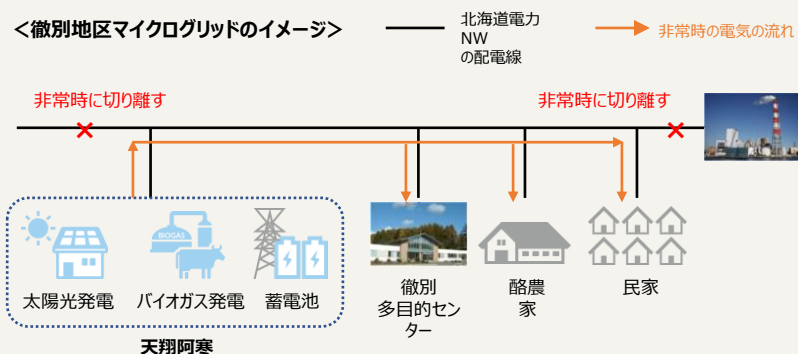 ＜徹別地区マイクログリッドのイメージ＞
北海道電力
NW
の配電線
非常時の電気の流れ
非常時に切り離す
非常時に切り離す
BIOGAS
太陽光発電
バイオガス発電
蓄電池
徹別
多目的セン
ター
酪農
家
民家
天翔阿寒